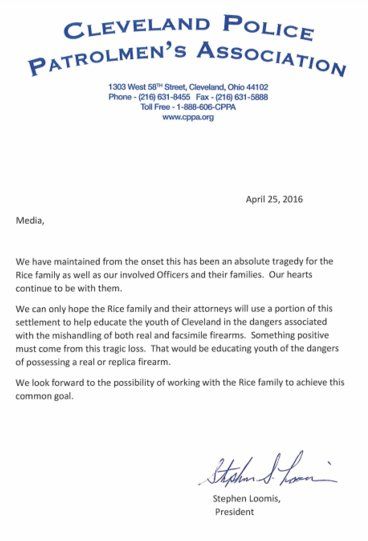 CLEVELAND POLICE
PATROLMEN'S ASSOCIATION
1303 West 58TH Street, Cleveland, Ohio 44102
Phone - (216) 631-8455 Fax - (216) 631-5888
Toll Free - 1-888-606-CPPA
www.cppa.org
April 25, 2016
Media,
We have maintained from the onset this has been an absolute tragedy for the
Rice family as well as our involved Officers and their families. Our hearts
continue to be with them.
We can only hope the Rice family and their attorneys will use a portion of this
settlement to help educate the youth of Cleveland in the dangers associated
with the mishandling of both real and facsimile firearms. Something positive
must come from this tragic loss. That would be educating youth of the dangers
of possessing a real or replica firearm.
We look forward to the possibility of working with the Rice family to achieve this
common goal.
Stephen S. Loomis
Stephen Loomis,
President